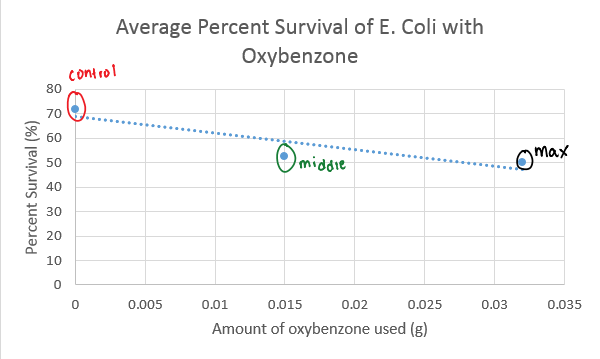 Average Percent Survival of E. Coli with
Oxybenzone
control
80
70
60
50
40
30
20
10
0
Percent Survival (%)
middle
max
0 0.005 0.01 0.015 0.02 0.025 0.03 0.035
Amount of oxybenzone used (g)